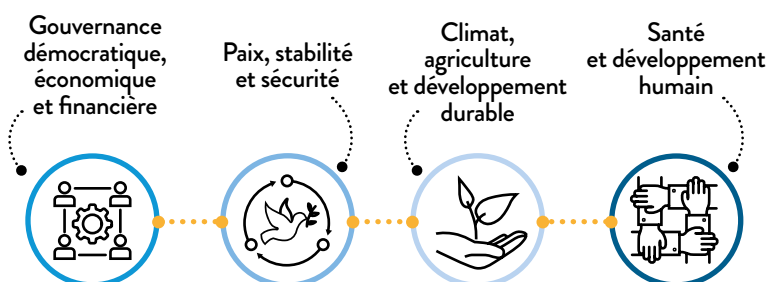 Gouvernance
démocratique,
économique
et financière
Paix, stabilité
et sécurité
Climat,
agriculture
et développement
durable
Santé
et développement
humain